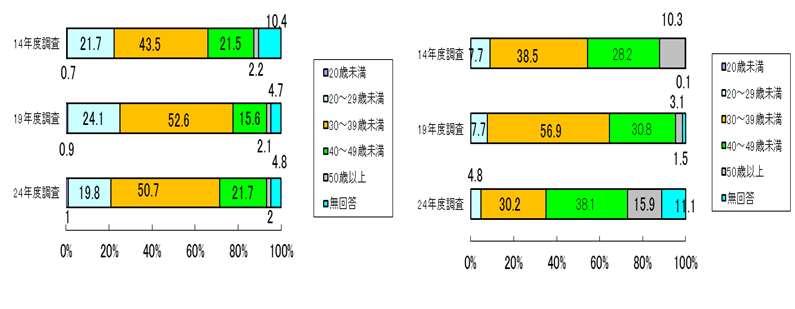 10.4
14年度調査 21.7 43.5 21.5
0.7 2.2
4.7
19年度調査 24.1 52.6 15.6
0.9 2.1
4.8
24年度調査 19.8 50.7 21.7
1 2
0% 20% 40% 60% 80% 100%
20歳未満
20～29歳未満
30～39歳未満
40～49歳未満
50歳以上
無回答
10.3
14年度調査 7.7 38.5 28.2
0.1
3.1
19年度調査 7.7 56.9 30.8
1.5
4.8
24年度調査 30.2 38.1 15.9 11.1
0% 20% 40% 60% 80% 100%
20歳未満
20～29歳未満
30～39歳未満
40～49歳未満
50歳以上
無回答